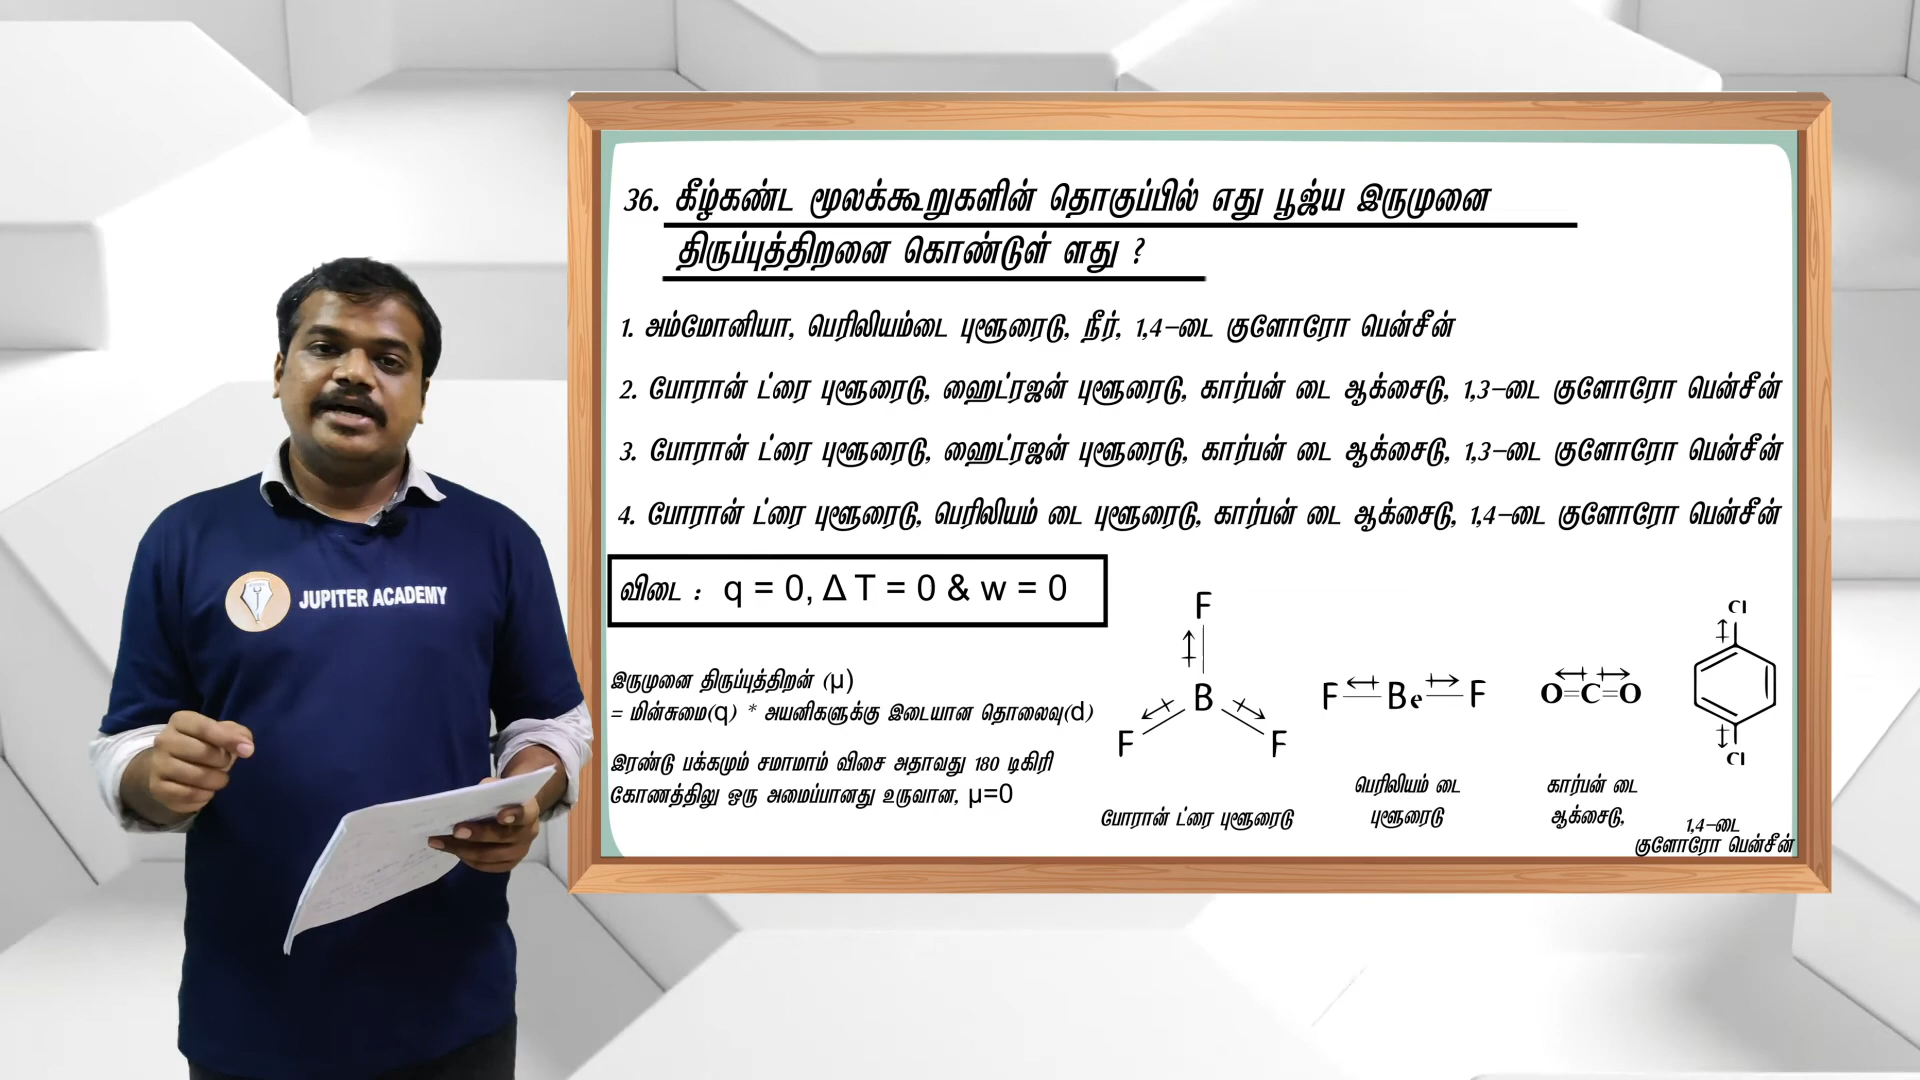 36. கீழ்கண்ட மூலக்கூறுகளின் தொகுப்பில் எது பூஜ்ய இருமுனை
திருப்புத்திறனை கொண்டுள் ளது ?
1. அம்மோனியா, பெரிலியம்டை புளூரைடு, நீர், 1,4-டை குளோரோ பென்சீன்
2. போரான் ட்ரை புளூரைடு, ஹைட்ரஜன் புளூரைடு, கார்பன் டை ஆக்சைடு, 1,3-டை குளோரோ பென்சீன்
3. போரான் ட்ரை புளூரைடு, ஹைட்ரஜன் புளூரைடு, கார்பன் டை ஆக்சைடு, 1,3-டை குளோரோ பென்சீன்
4. போரான் ட்ரை புளூரைடு, பெரிலியம் டை புளூரைடு, கார்பன் டை ஆக்சைடு, 1,4-டை குளோரோ பென்சீன்
விடை : q = 0, Δ T = 0 & w = 0
இருமுனை திருப்புத்திறன் (μ)
= மின்சுமை(q) * அயனிகளுக்கு இடையான தொலைவு(d)
இரண்டு பக்கமும் சமாமாம் விசை அதாவது 180 டிகிரி
கோணத்திலு ஒரு அமைப்பானது உருவான, μ=0
F
B
F F
போரான் ட்ரை புளூரைடு
F Be F
பெரிலியம் டை
புளூரைடு
O=C=O
கார்பன் டை
ஆக்சைடு,
Cl
Cl
1,4-டை
குளோரோ பென்சீன்
JUPITER ACADEMY